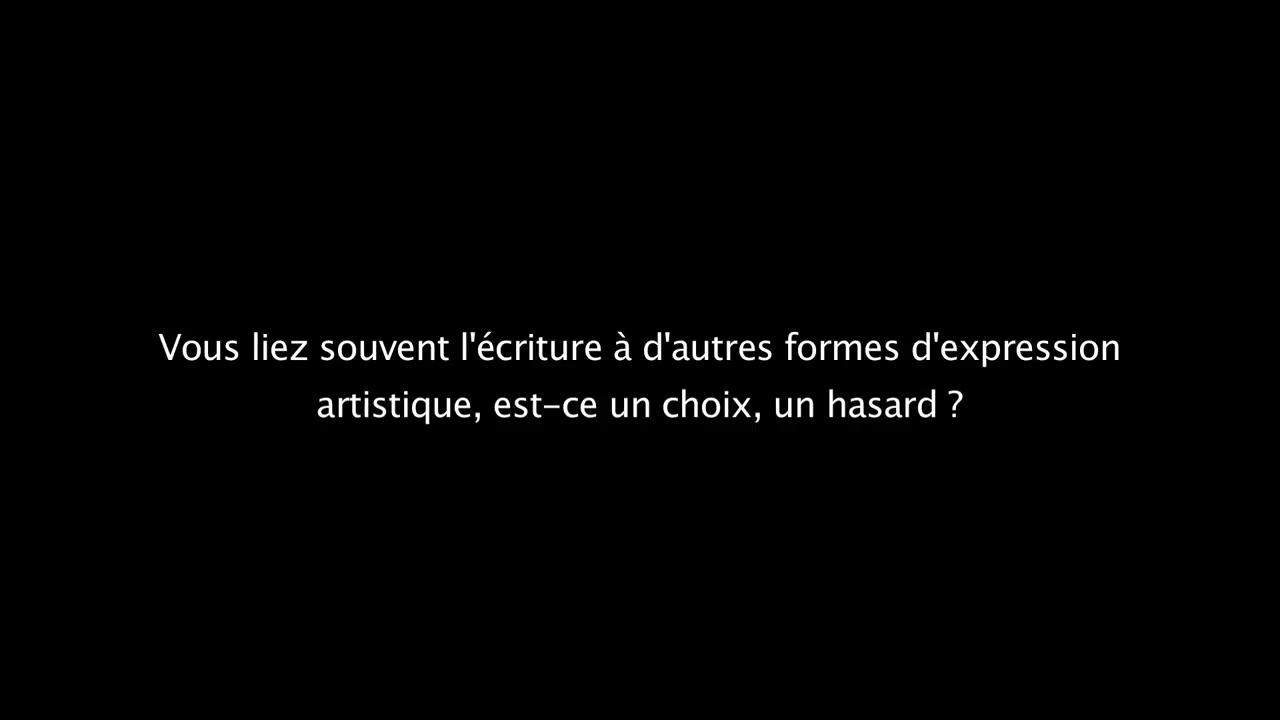 Vous liez souvent l'écriture à d'autres formes d'expression
artistique, est-ce un choix, un hasard ?